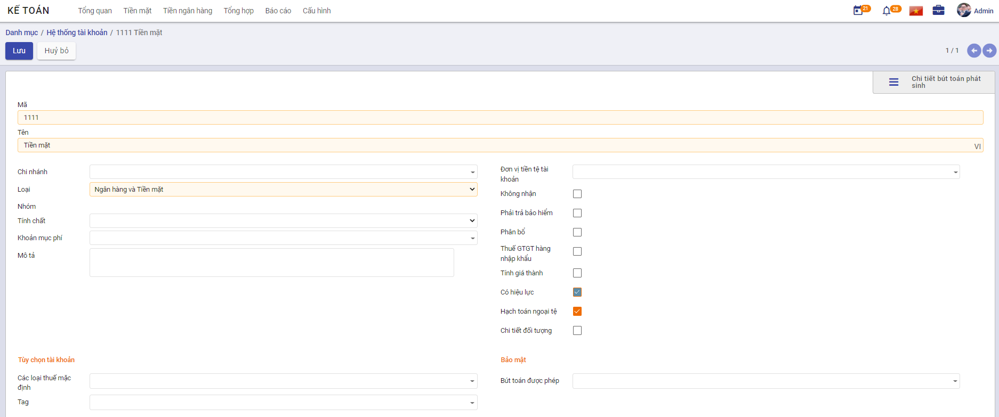 KẾ TOÁN
Tổng quan
Tiền mặt
Tiền ngân hàng
Tổng hợp
Báo cáo
Cấu hình
21
28
Admin
Danh mục / Hệ thống tài khoản / 1111 Tiền mặt
Lưu
Huỷ bỏ
1 / 1
Chi tiết bút toán phát
sinh
Mã
1111
Tên
Tiền mặt
VI
Chi nhánh
Loại
Ngân hàng và Tiền mặt
Nhóm
Tính chất
Khoản mục phí
Mô tả
Đơn vị tiền tệ tài
khoản
Không nhận
Phải trả bảo hiểm
Phân bổ
Thuế GTGT hàng
nhập khẩu
Tính giá thành
Có hiệu lực
Hạch toán ngoại tệ
Chi tiết đối tượng
Tùy chọn tài khoản
Các loại thuế mặc
định
Tag
Bảo mật
Bút toán được phép